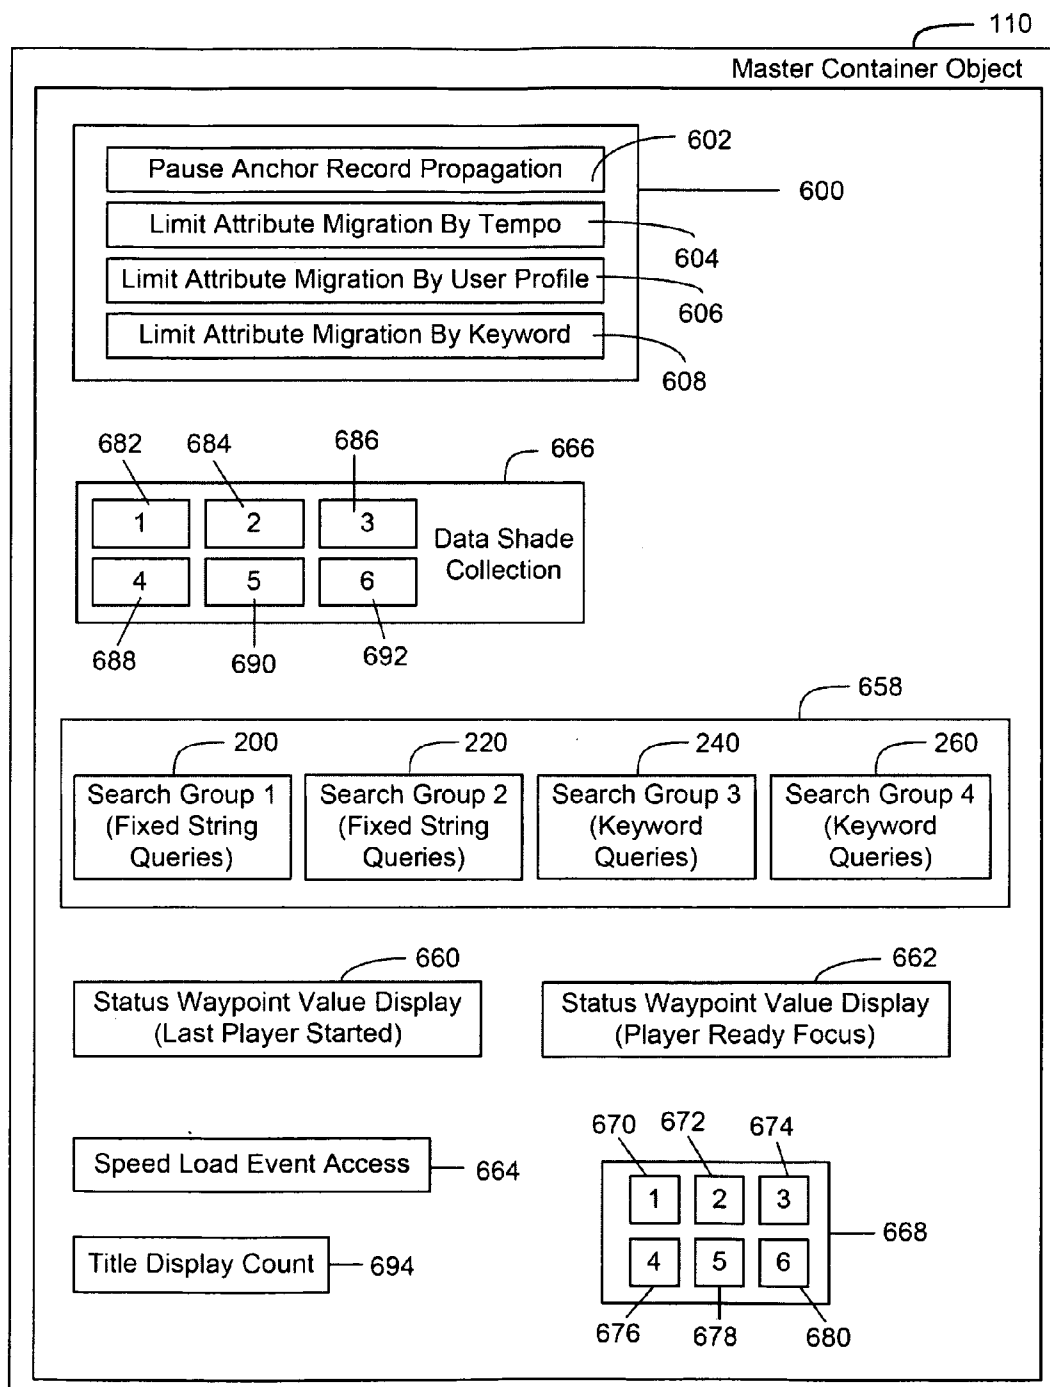 110
Master Container Object
Pause Anchor Record Propagation
602
600
Limit Attribute Migration By Tempo
604
Limit Attribute Migration By User Profile
606
Limit Attribute Migration By Keyword
608
682 684 686 666
1 2 3
Data Shade
Collection
4 5 6
688 690 692
658
200 220 240 260
Search Group 1
(Fixed String
Queries)
Search Group 2
(Fixed String
Queries)
Search Group 3
(Keyword
Queries)
Search Group 4
(Keyword
Queries)
660 662
Status Waypoint Value Display
(Last Player Started)
Status Waypoint Value Display
(Player Ready Focus)
Speed Load Event Access
664
Title Display Count
694
670 672 674
1 2 3
668
4 5 6
676 678 680